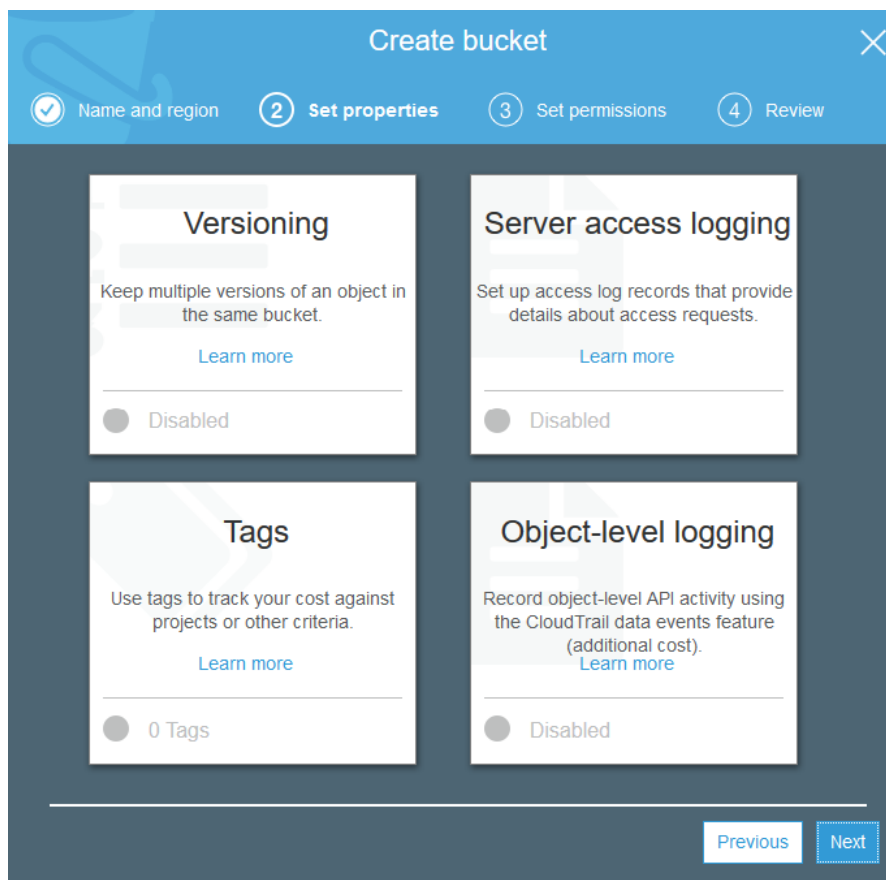 Create bucket
Name and region 2 Set properties 3 Set permissions 4 Review
Versioning
Keep multiple versions of an object in
the same bucket.
Learn more
Disabled
Server access logging
Set up access log records that provide
details about access requests.
Learn more
Disabled
Tags
Use tags to track your cost against
projects or other criteria.
Learn more
0 Tags
Object-level logging
Record object-level API activity using
the CloudTrail data events feature
(additional cost).
Learn more
Disabled
Previous Next